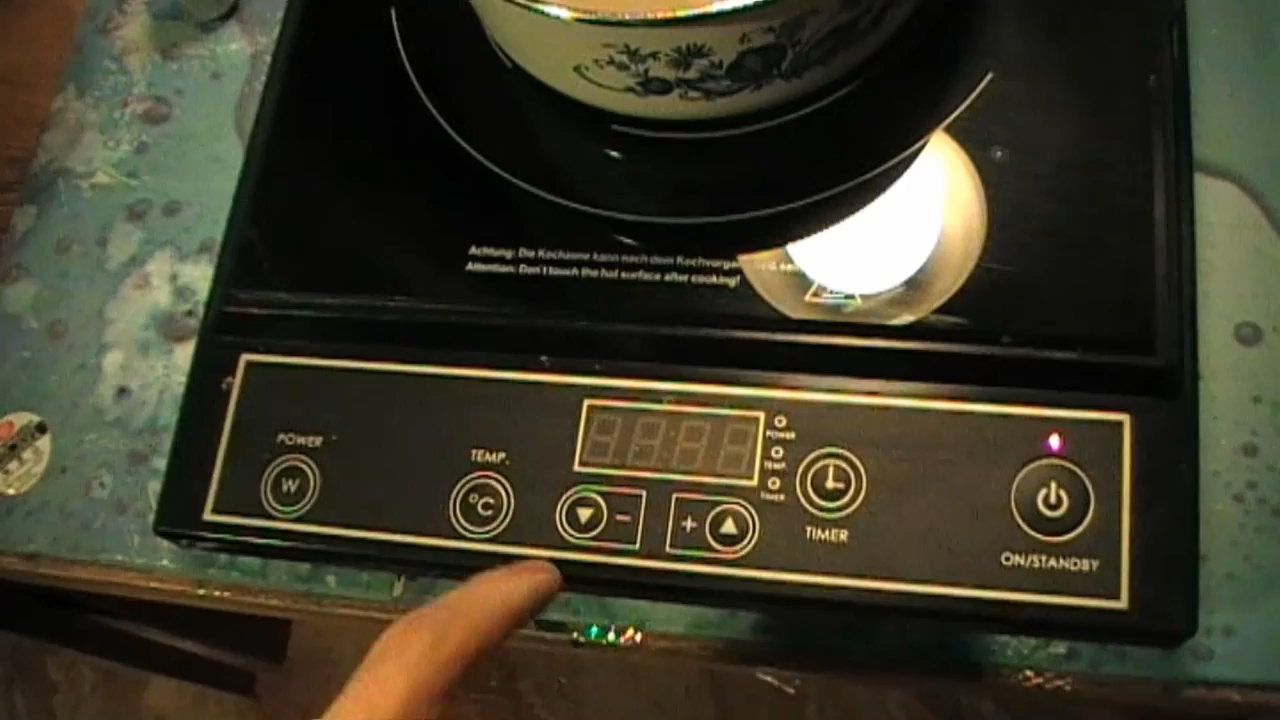 Achtung: Die Kochzone kann nach dem Kochvorgang
Attention: Don't touch the hot surface after cooking!
POWER
W
TEMP.
°C
−
+
POWER
TEMP.
TIMER
TIMER
ON/STANDBY